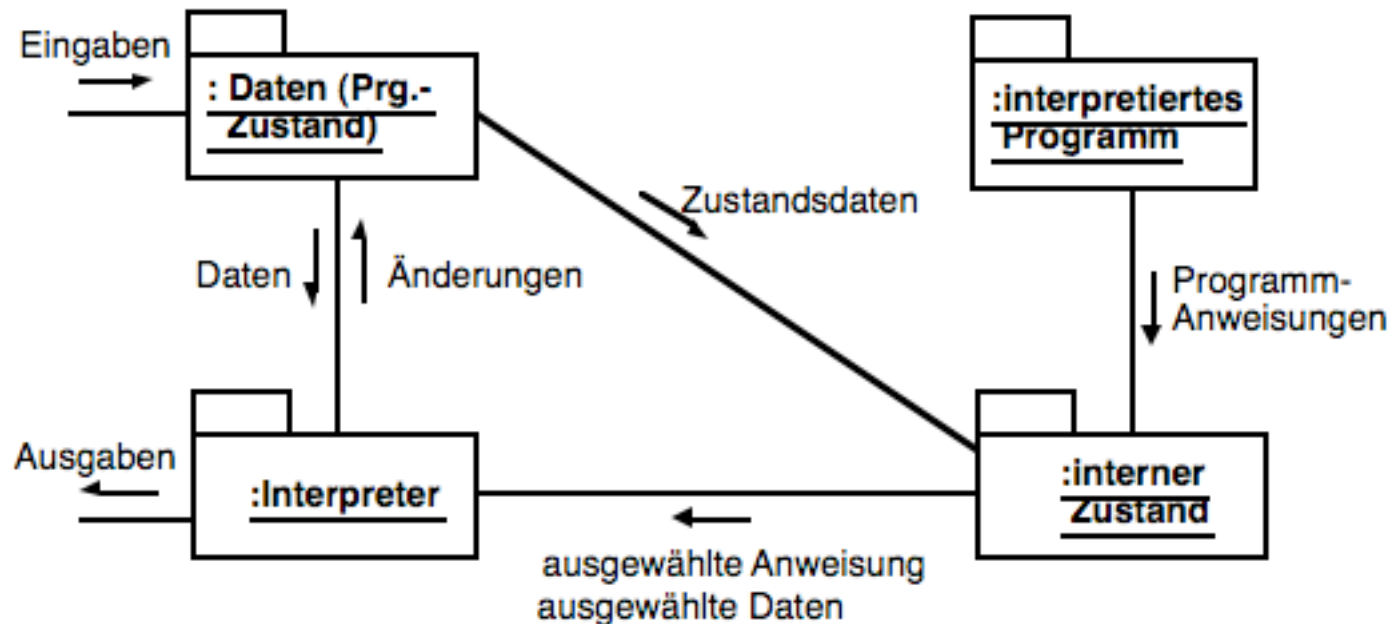 Eingaben
: Daten (Prg.-
Zustand)
:interpretiertes
Programm
Zustandsdaten
Daten
Änderungen
Programm-
Anweisungen
Ausgaben
:Interpreter
:interner
Zustand
ausgewählte Anweisung
ausgewählte Daten